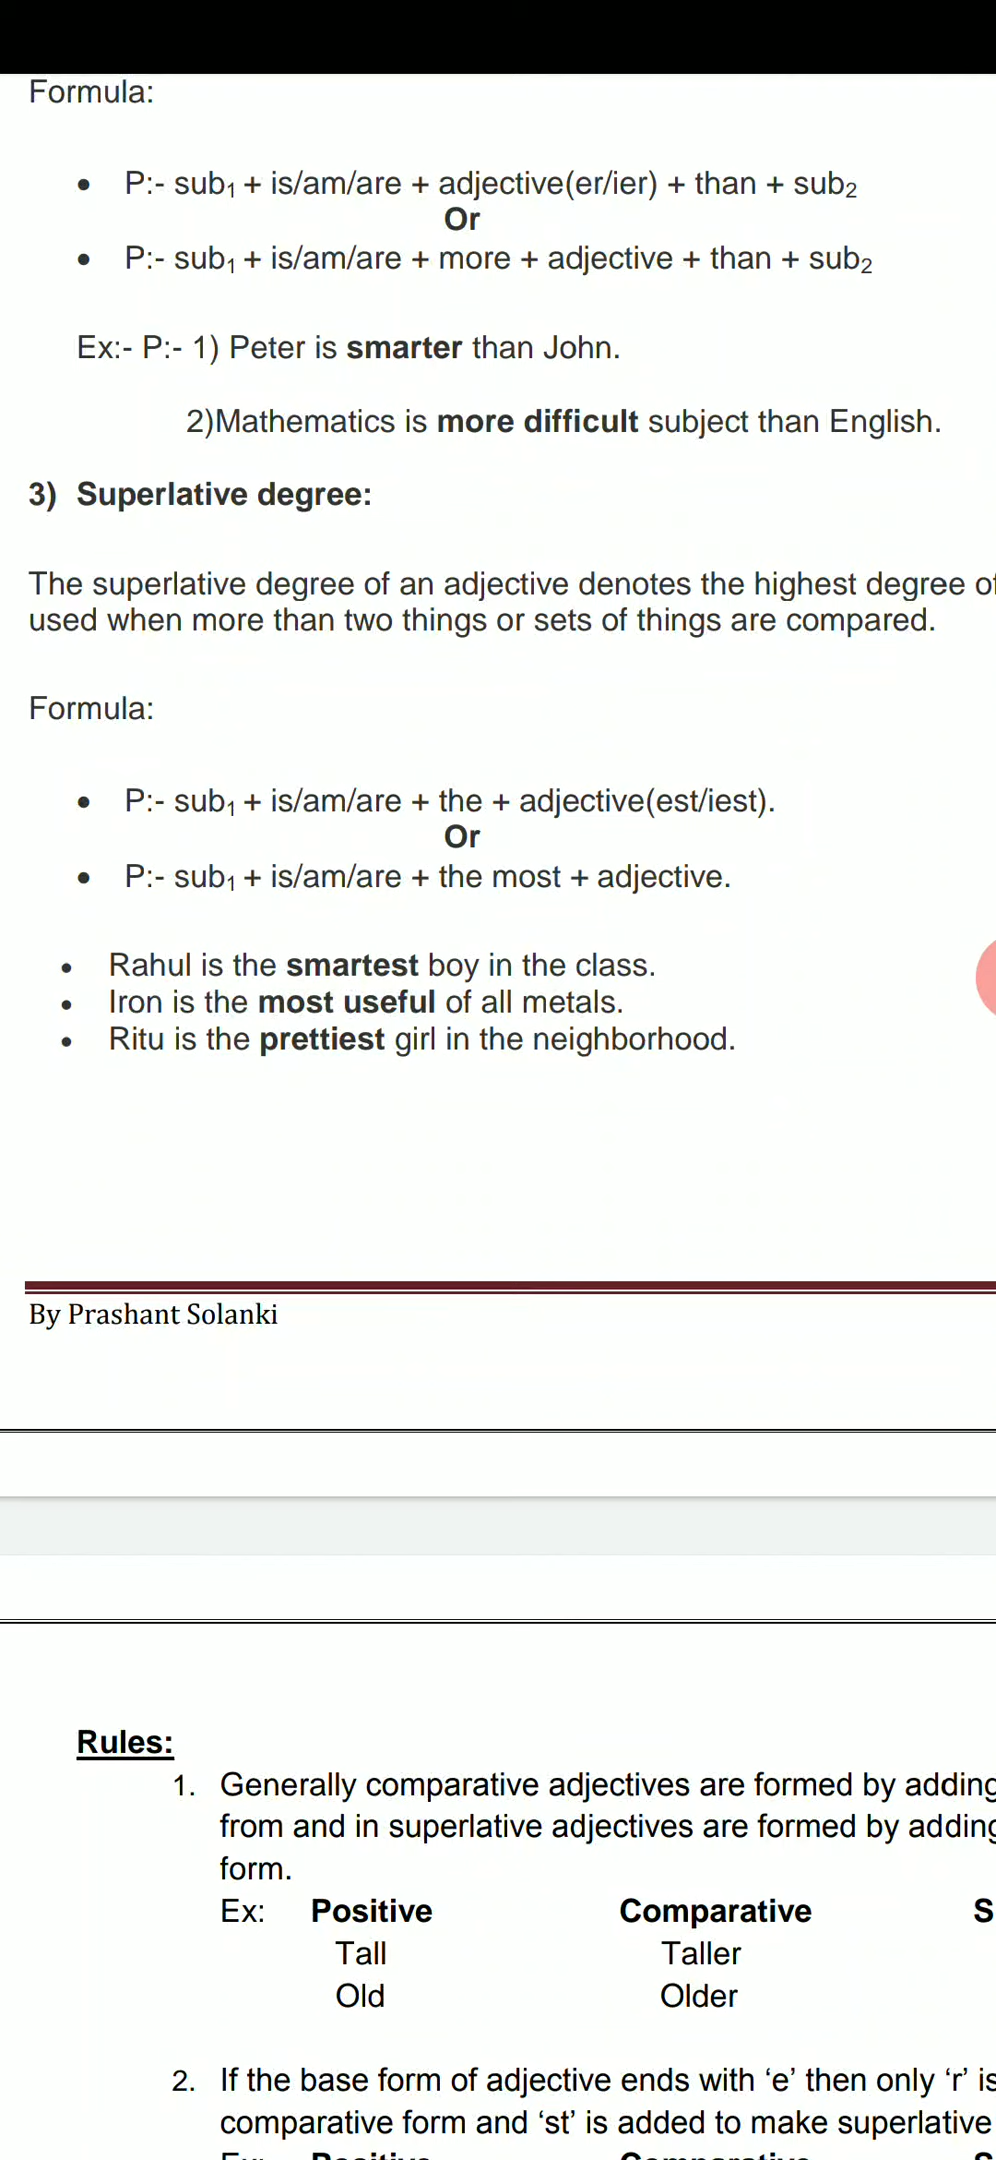 Formula:
• P:- sub₁ + is/am/are + adjective(er/ier) + than + sub₂
Or
• P:- sub₁ + is/am/are + more + adjective + than + sub₂
Ex:- P:- 1) Peter is smarter than John.
2)Mathematics is more difficult subject than English.
3) Superlative degree:
The superlative degree of an adjective denotes the highest degree of
used when more than two things or sets of things are compared.
Formula:
• P:- sub₁ + is/am/are + the + adjective(est/iest).
Or
• P:- sub₁ + is/am/are + the most + adjective.
• Rahul is the smartest boy in the class.
• Iron is the most useful of all metals.
• Ritu is the prettiest girl in the neighborhood.
By Prashant Solanki
Rules:
1. Generally comparative adjectives are formed by adding
from and in superlative adjectives are formed by adding
form.
Ex: Positive Comparative S
Tall Taller
Old Older
2. If the base form of adjective ends with ‘e’ then only ‘r’ is
comparative form and ‘st’ is added to make superlative